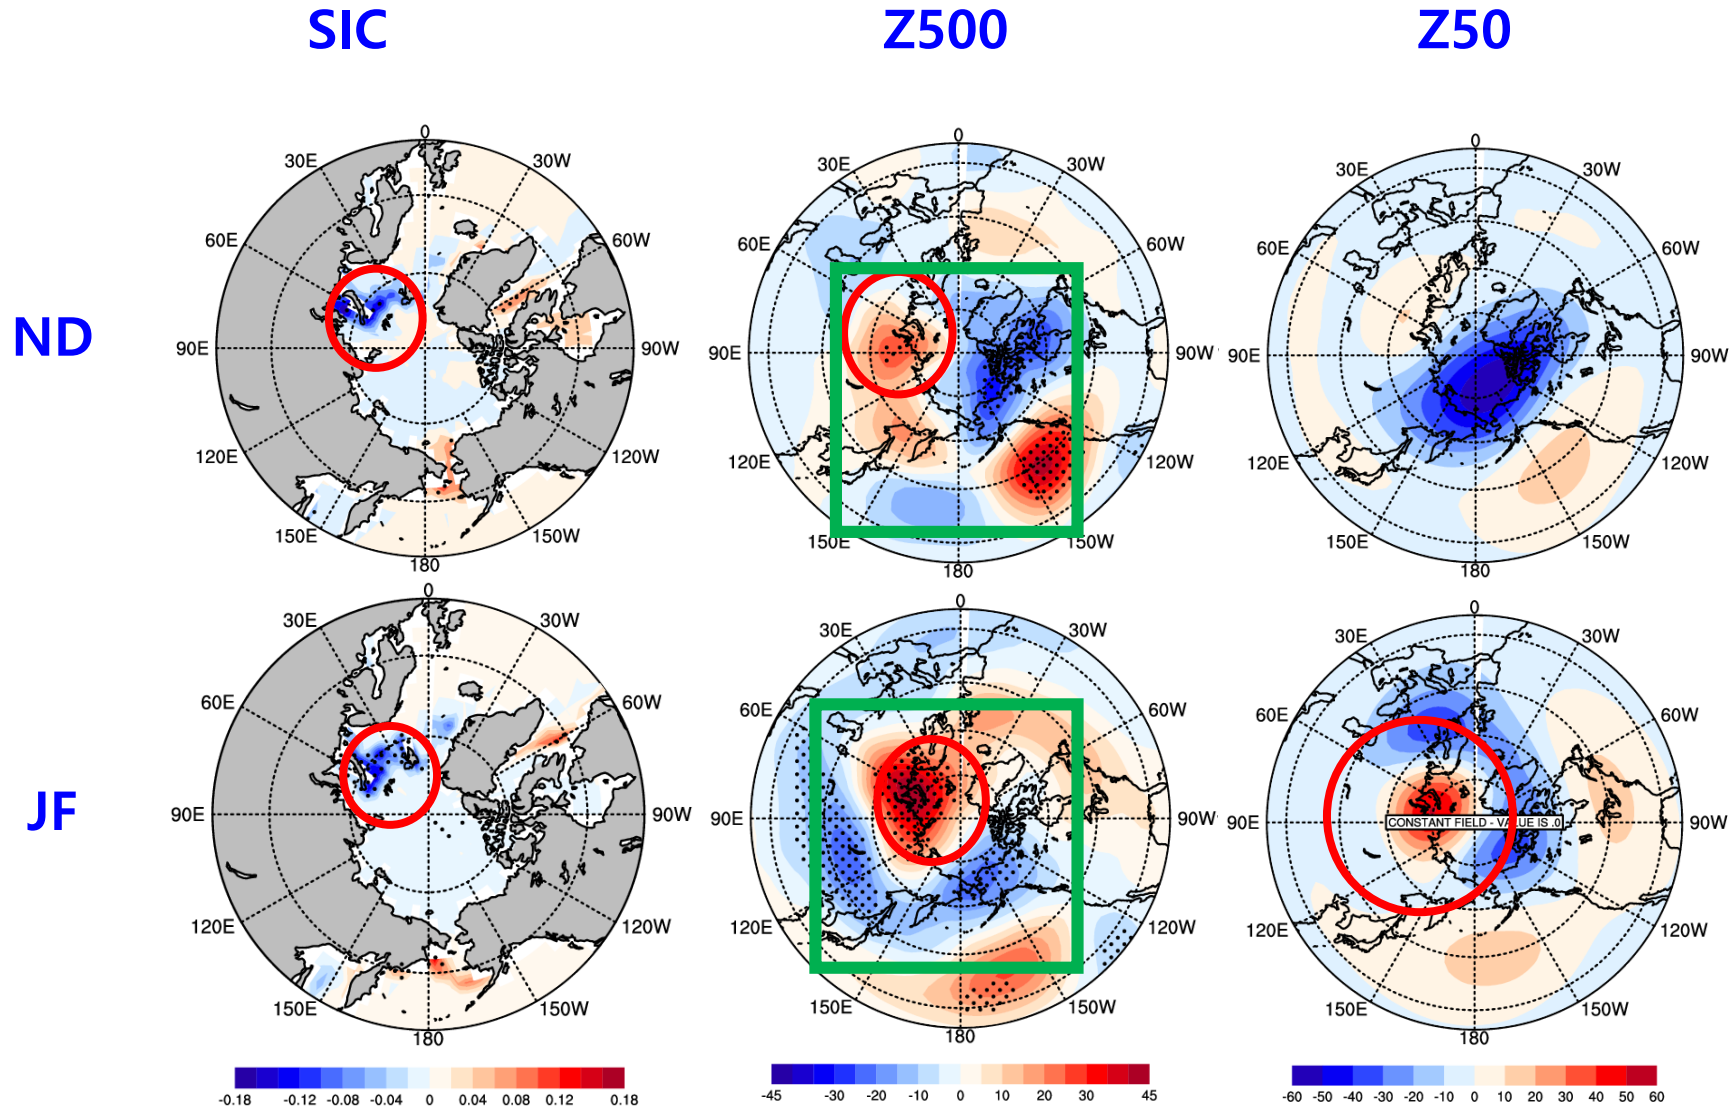 SIC Z500 Z50
ND
0 30W 60W 90W 120W 150W 180 150E 120E 90E 60E 30E
0 30W 60W 90W 120W 150W 180 150E 120E 90E 60E 30E
0 30W 60W 90W 120W 150W 180 150E 120E 90E 60E 30E
JF
0 30W 60W 90W 120W 150W 180 150E 120E 90E 60E 30E
0 30W 60W 90W 120W 150W 180 150E 120E 90E 60E 30E
0 30W 60W 90W 120W 150W 180 150E 120E 90E 60E 30E
CONSTANT FIELD - VALUE IS .0
-0.18 -0.12 -0.08 -0.04 0 0.04 0.08 0.12 0.18
-45 -30 -20 -10 0 10 20 30 45
-60 -50 -40 -30 -20 -10 0 10 20 30 40 50 60